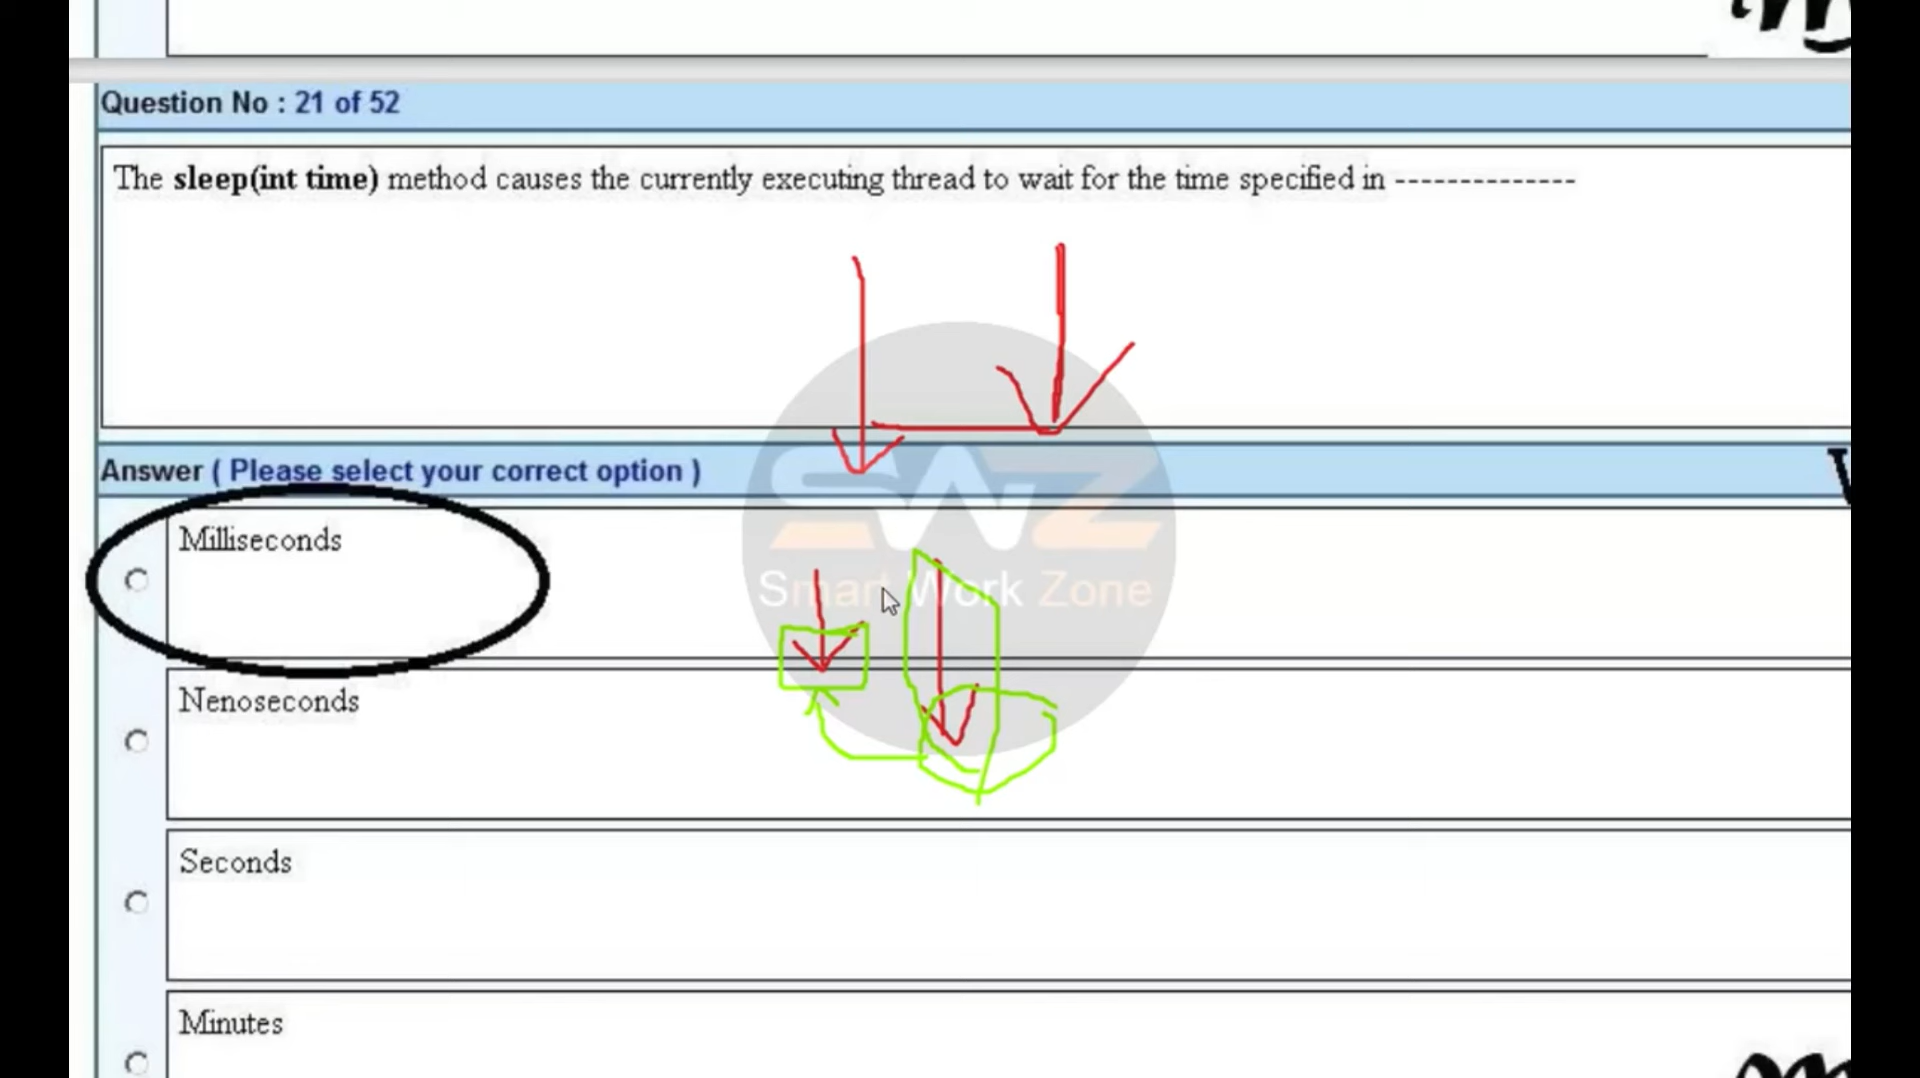 Question No : 21 of 52
The sleep(int time) method causes the currently executing thread to wait for the time specified in --------------
Answer ( Please select your correct option )
Milliseconds
SWZ
Smart Work Zone
Nenoseconds
Seconds
Minutes